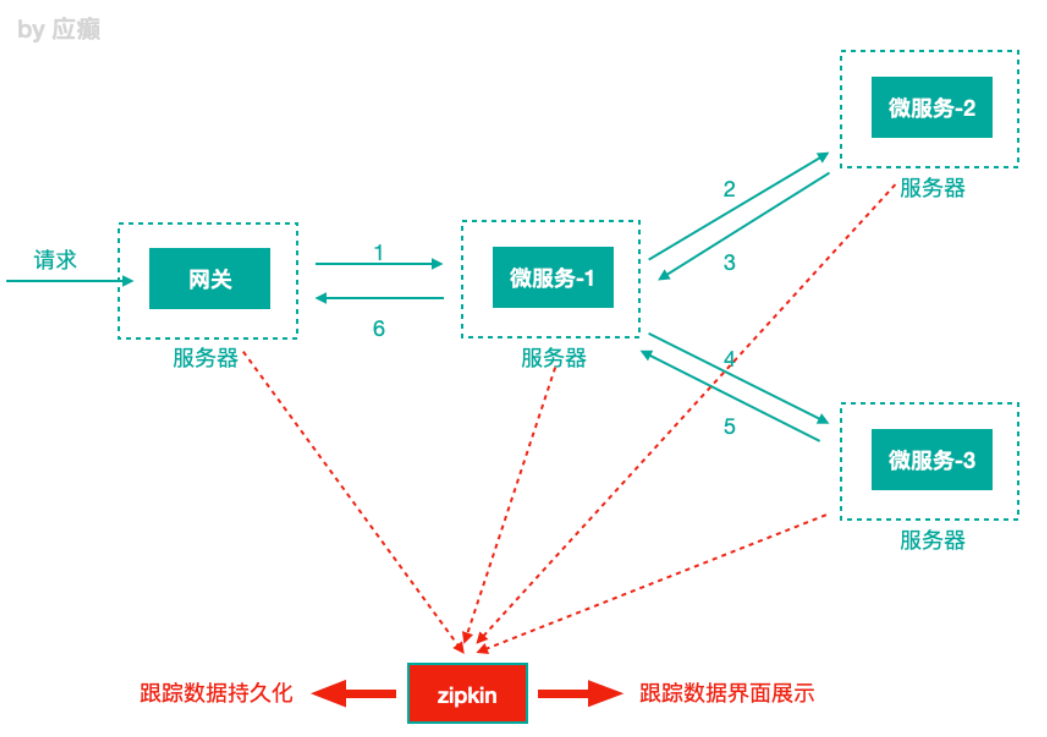 by 应癫
微服务-2
服务器
2
请求
网关
1
微服务-1
3
6
服务器
服务器
4
5
微服务-3
服务器
跟踪数据持久化
zipkin
跟踪数据界面展示